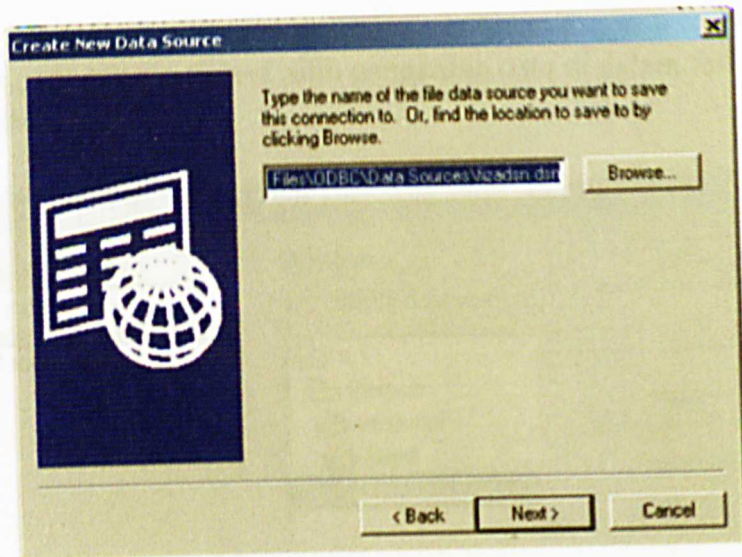 Create New Data Source
Type the name of the file data source you want to save
this connection to. Or, find the location to save to by
clicking Browse.
Files\ODBC\Data Sources\fizadsn.dsn
Browse...
< Back
Next >
Cancel